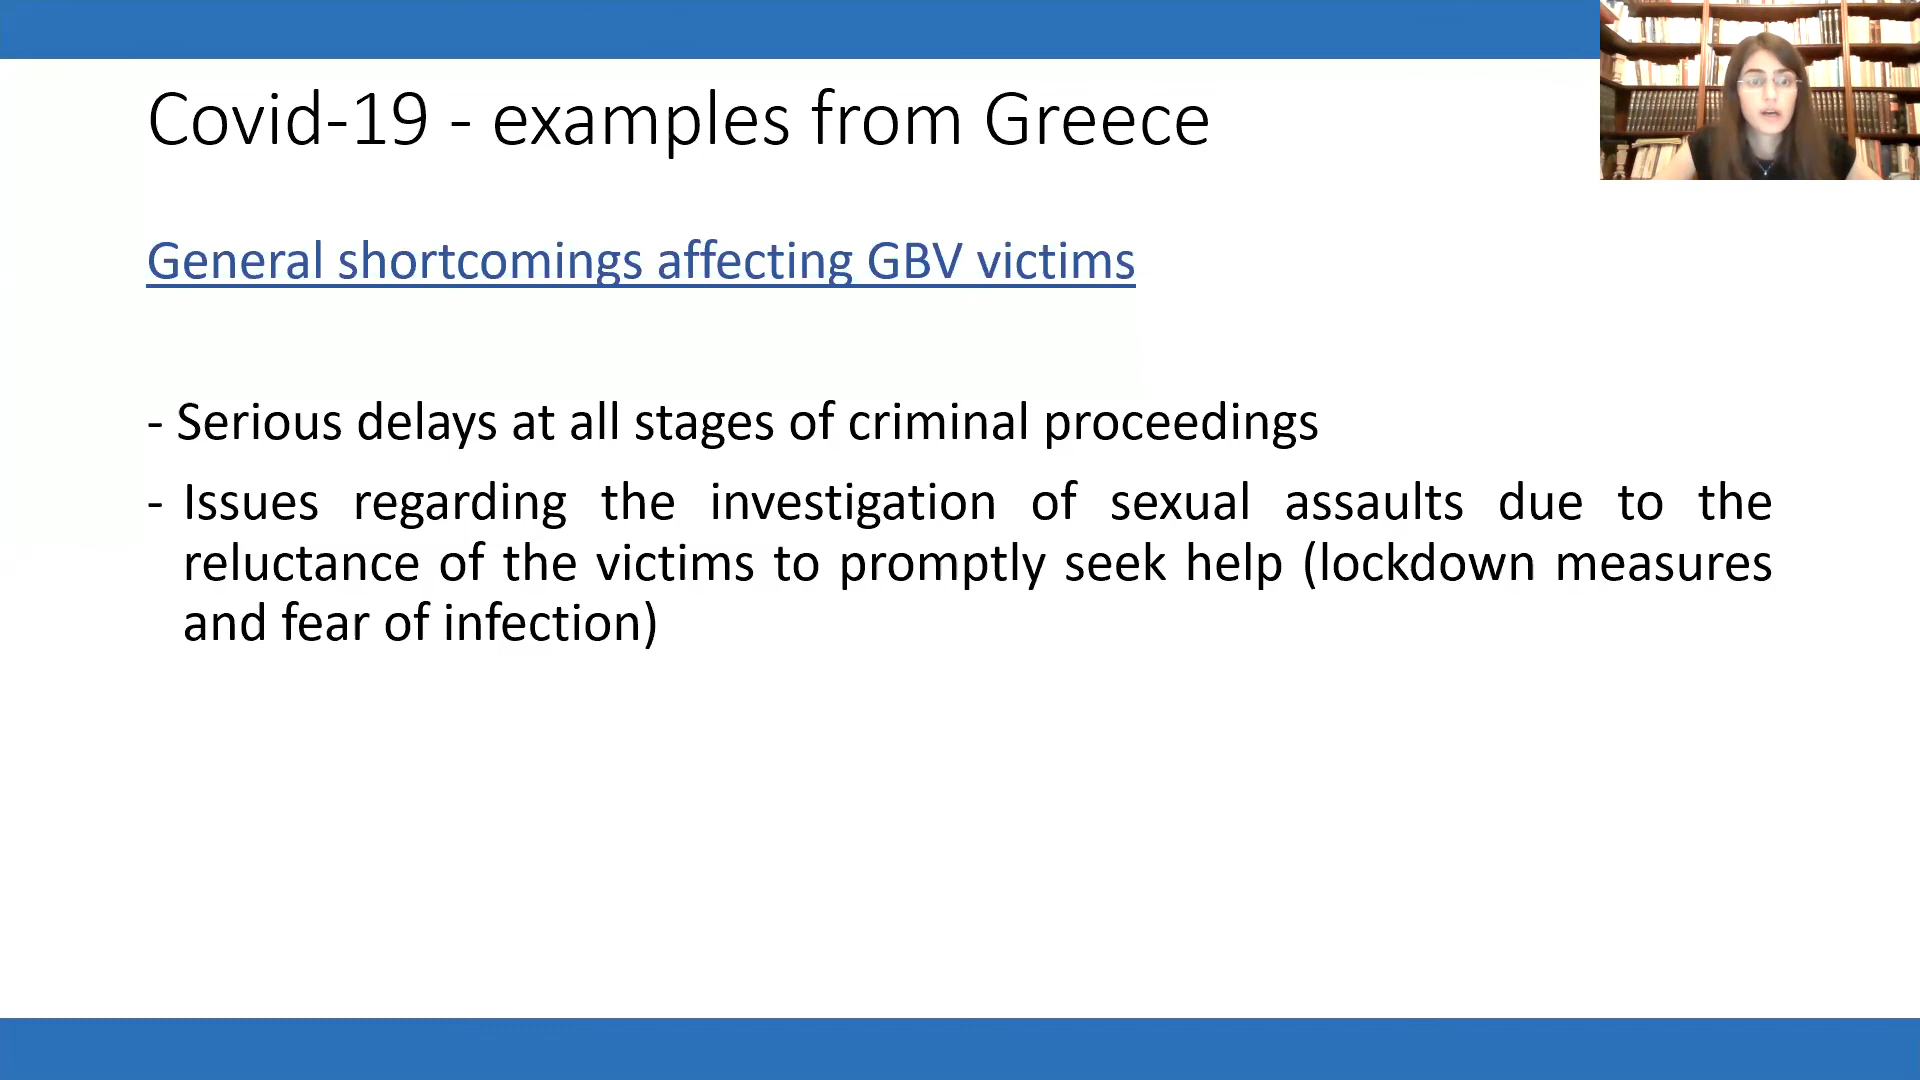 Covid-19 - examples from Greece
General shortcomings affecting GBV victims
- Serious delays at all stages of criminal proceedings
- Issues regarding the investigation of sexual assaults due to the
reluctance of the victims to promptly seek help (lockdown measures
and fear of infection)